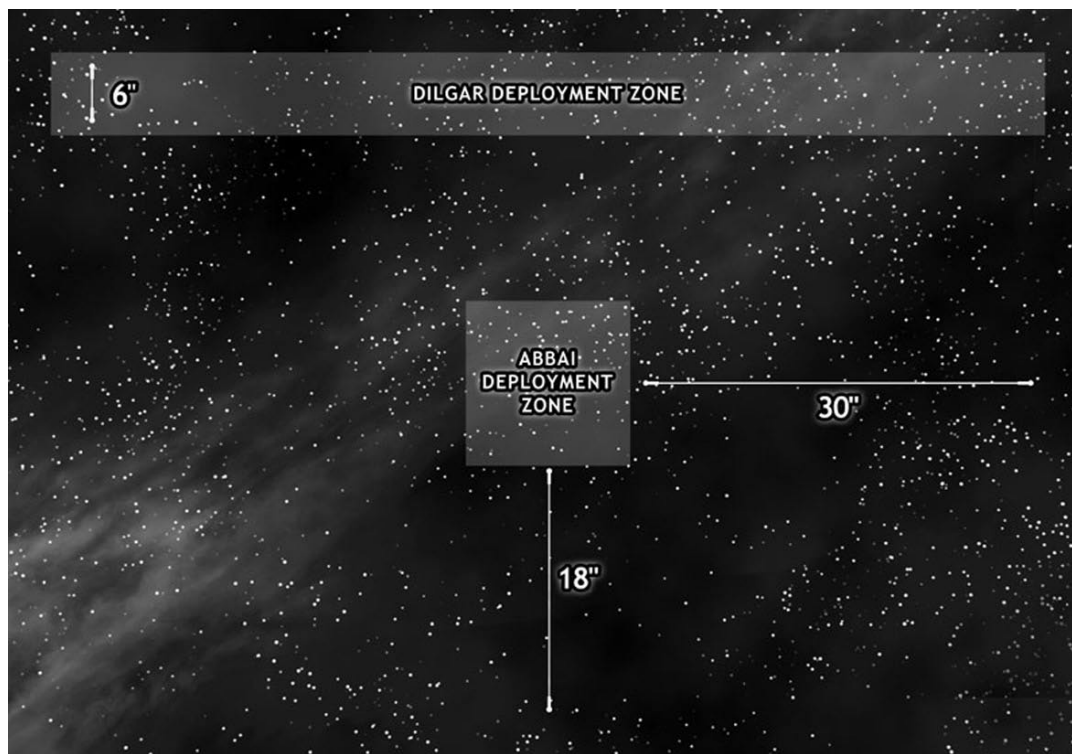 6"
DILGAR DEPLOYMENT ZONE
ABBAI
DEPLOYMENT
ZONE
30"
18"